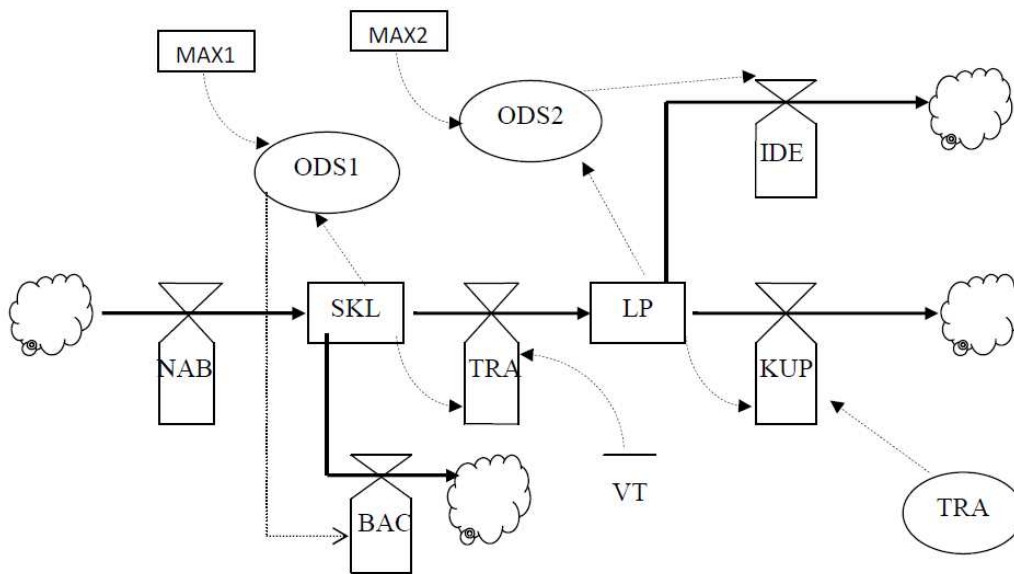 MAX1
MAX2
ODS1
ODS2
IDE
SKL
LP
NAB
TRA
KUP
VT
BAC
TRA